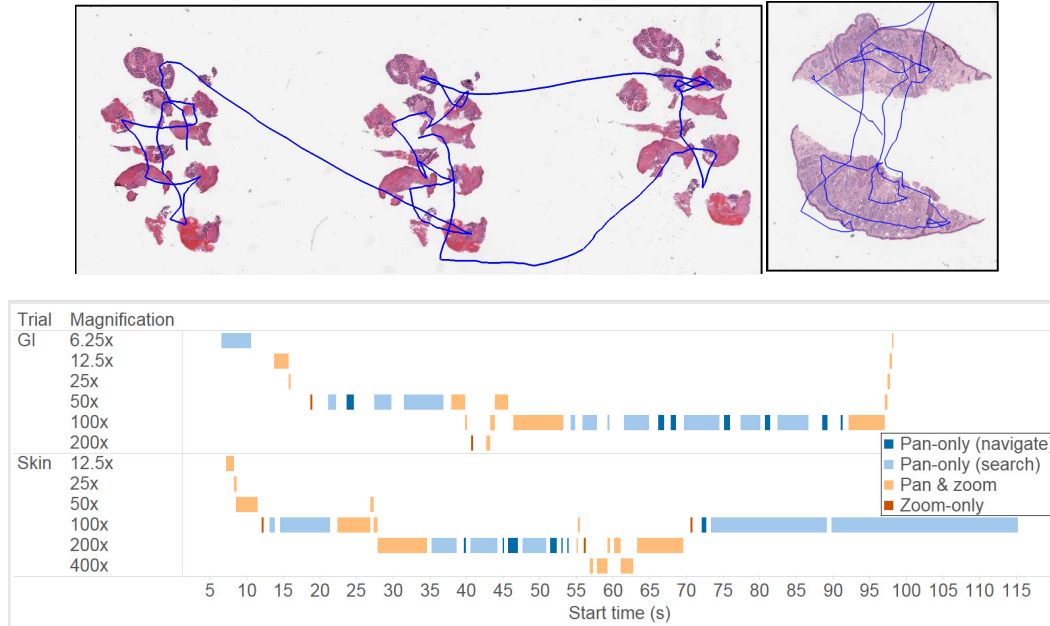 Trial Magnification
GI 6.25x
12.5x
25x
50x
100x
200x
Pan-only (navigate)
Skin 12.5x
Pan-only (search)
25x
Pan & zoom
50x
Zoom-only
100x
200x
400x
5 10 15 20 25 30 35 40 45 50 55 60 65 70 75 80 85 90 95 100 105 110 115
Start time (s)